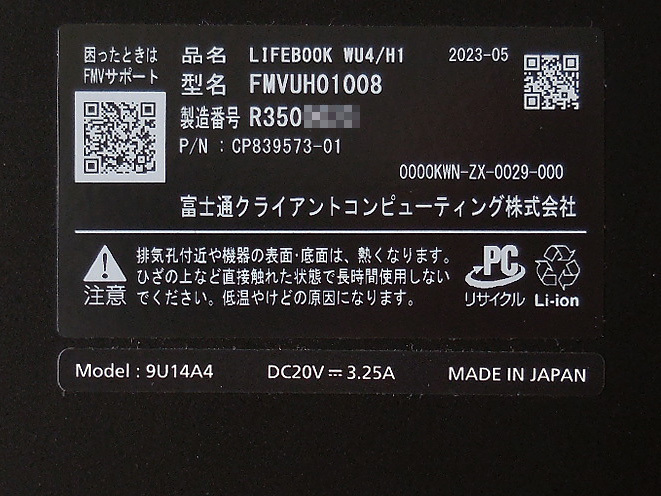 困ったときは
FMVサポート
品名 LIFEBOOK WU4/H1 2023-05
型名 FMVUH01008
製造番号 R350
P/N : CP839573-01
0000KWN-ZX-0029-000
富士通クライアントコンピューティング株式会社
注意
排気孔付近や機器の表面・底面は、熱くなります。
ひざの上など直接触れた状態で長時間使用しない
でください。低温やけどの原因になります。
PC
リサイクル
Li-ion
Model : 9U14A4 DC20V⎓3.25A MADE IN JAPAN